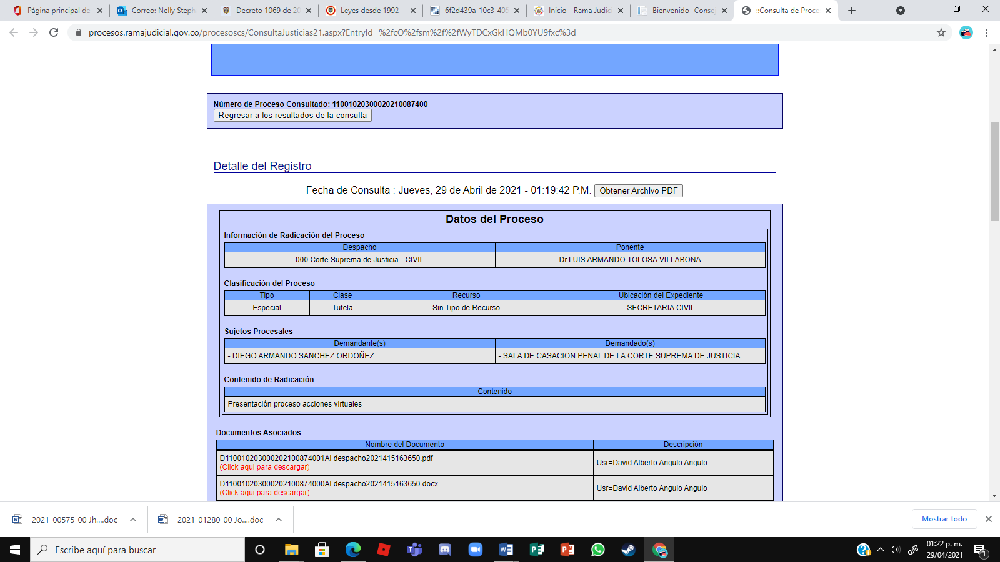 Página principal de
Correo: Nelly Steph
Decreto 1069 de 20
Leyes desde 1992 -
6f2d439a-10c3-405
Inicio - Rama Judic
Bienvenido- Conse
::Consulta de Proce
procesos.ramajudicial.gov.co/procesoscs/ConsultaJusticias21.aspx?EntryId=%2fcO%2fsm%2f%2fWyTDCxGkHQMb0YU9fxc%3d
Número de Proceso Consultado: 11001020300020210087400
Regresar a los resultados de la consulta
Detalle del Registro
Fecha de Consulta : Jueves, 29 de Abril de 2021 - 01:19:42 P.M. Obtener Archivo PDF
Datos del Proceso
Información de Radicación del Proceso
Despacho Ponente
000 Corte Suprema de Justicia - CIVIL Dr.LUIS ARMANDO TOLOSA VILLABONA
Clasificación del Proceso
Tipo Clase Recurso Ubicación del Expediente
Especial Tutela Sin Tipo de Recurso SECRETARIA CIVIL
Sujetos Procesales
Demandante(s) Demandado(s)
- DIEGO ARMANDO SANCHEZ ORDOÑEZ - SALA DE CASACION PENAL DE LA CORTE SUPREMA DE JUSTICIA
Contenido de Radicación
Contenido
Presentación proceso acciones virtuales
Documentos Asociados
Nombre del Documento Descripción
D110010203000202100874001Al despacho2021415163650.pdf
(Click aqui para descargar)
Usr=David Alberto Angulo Angulo
D110010203000202100874000Al despacho2021415163650.docx
(Click aqui para descargar)
Usr=David Alberto Angulo Angulo
2021-00575-00 Jh....doc
2021-01280-00 Jo....doc
Mostrar todo
Escribe aquí para buscar
01:22 p. m.
29/04/2021
1